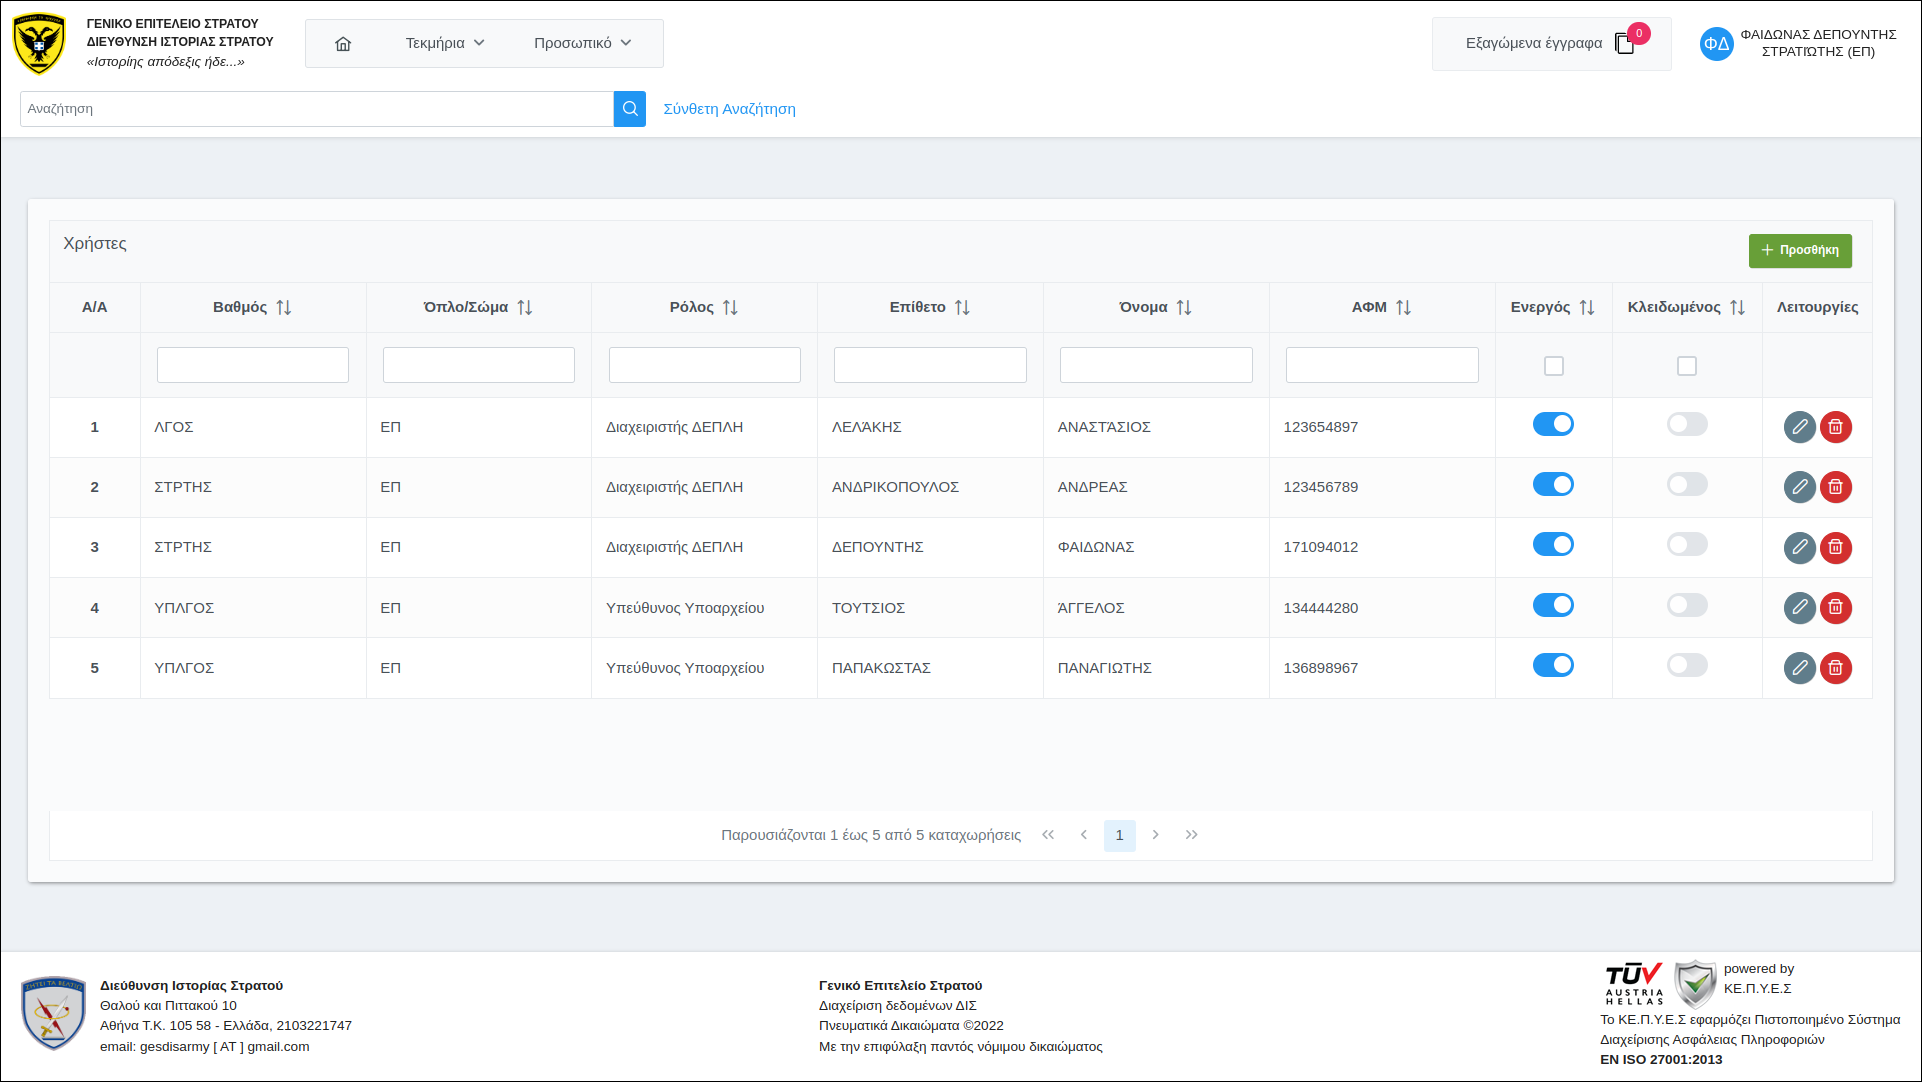 ΓΕΝΙΚΟ ΕΠΙΤΕΛΕΙΟ ΣΤΡΑΤΟΥ
ΔΙΕΥΘΥΝΣΗ ΙΣΤΟΡΙΑΣ ΣΤΡΑΤΟΥ
«Ιστορίης απόδεξις ήδε...»
Τεκμήρια
Προσωπικό
Εξαγώμενα έγγραφα
0
ΦΔ
ΦΑΙΔΩΝΑΣ ΔΕΠΟΥΝΤΗΣ
ΣΤΡΑΤΙΏΤΗΣ (ΕΠ)
Αναζήτηση
Σύνθετη Αναζήτηση
Χρήστες
Προσθήκη
Α/Α Βαθμός Όπλο/Σώμα Ρόλος Επίθετο Όνομα ΑΦΜ Ενεργός Κλειδωμένος Λειτουργίες
1 ΛΓΟΣ ΕΠ Διαχειριστής ΔΕΠΛΗ ΛΕΛΆΚΗΣ ΑΝΑΣΤΆΣΙΟΣ 123654897
2 ΣΤΡΤΗΣ ΕΠ Διαχειριστής ΔΕΠΛΗ ΑΝΔΡΙΚΟΠΟΥΛΟΣ ΑΝΔΡΕΑΣ 123456789
3 ΣΤΡΤΗΣ ΕΠ Διαχειριστής ΔΕΠΛΗ ΔΕΠΟΥΝΤΗΣ ΦΑΙΔΩΝΑΣ 171094012
4 ΥΠΛΓΟΣ ΕΠ Υπεύθυνος Υποαρχείου ΤΟΥΤΣΙΟΣ ΆΓΓΕΛΟΣ 134444280
5 ΥΠΛΓΟΣ ΕΠ Υπεύθυνος Υποαρχείου ΠΑΠΑΚΩΣΤΑΣ ΠΑΝΑΓΙΩΤΗΣ 136898967
Παρουσιάζονται 1 έως 5 από 5 καταχωρήσεις
1
ΖΗΤΕΙ ΤΑ ΒΕΛΤΙΩ
Διεύθυνση Ιστορίας Στρατού
Θαλού και Πιττακού 10
Αθήνα Τ.Κ. 105 58 - Ελλάδα, 2103221747
email: gesdisarmy [ AT ] gmail.com
Γενικό Επιτελείο Στρατού
Διαχείριση δεδομένων ΔΙΣ
Πνευματικά Δικαιώματα ©2022
Με την επιφύλαξη παντός νόμιμου δικαιώματος
TÜV
AUSTRIA
HELLAS
powered by
ΚΕ.Π.Υ.Ε.Σ
Το ΚΕ.Π.Υ.Ε.Σ εφαρμόζει Πιστοποιημένο Σύστημα
Διαχείρισης Ασφάλειας Πληροφοριών
EN ISO 27001:2013